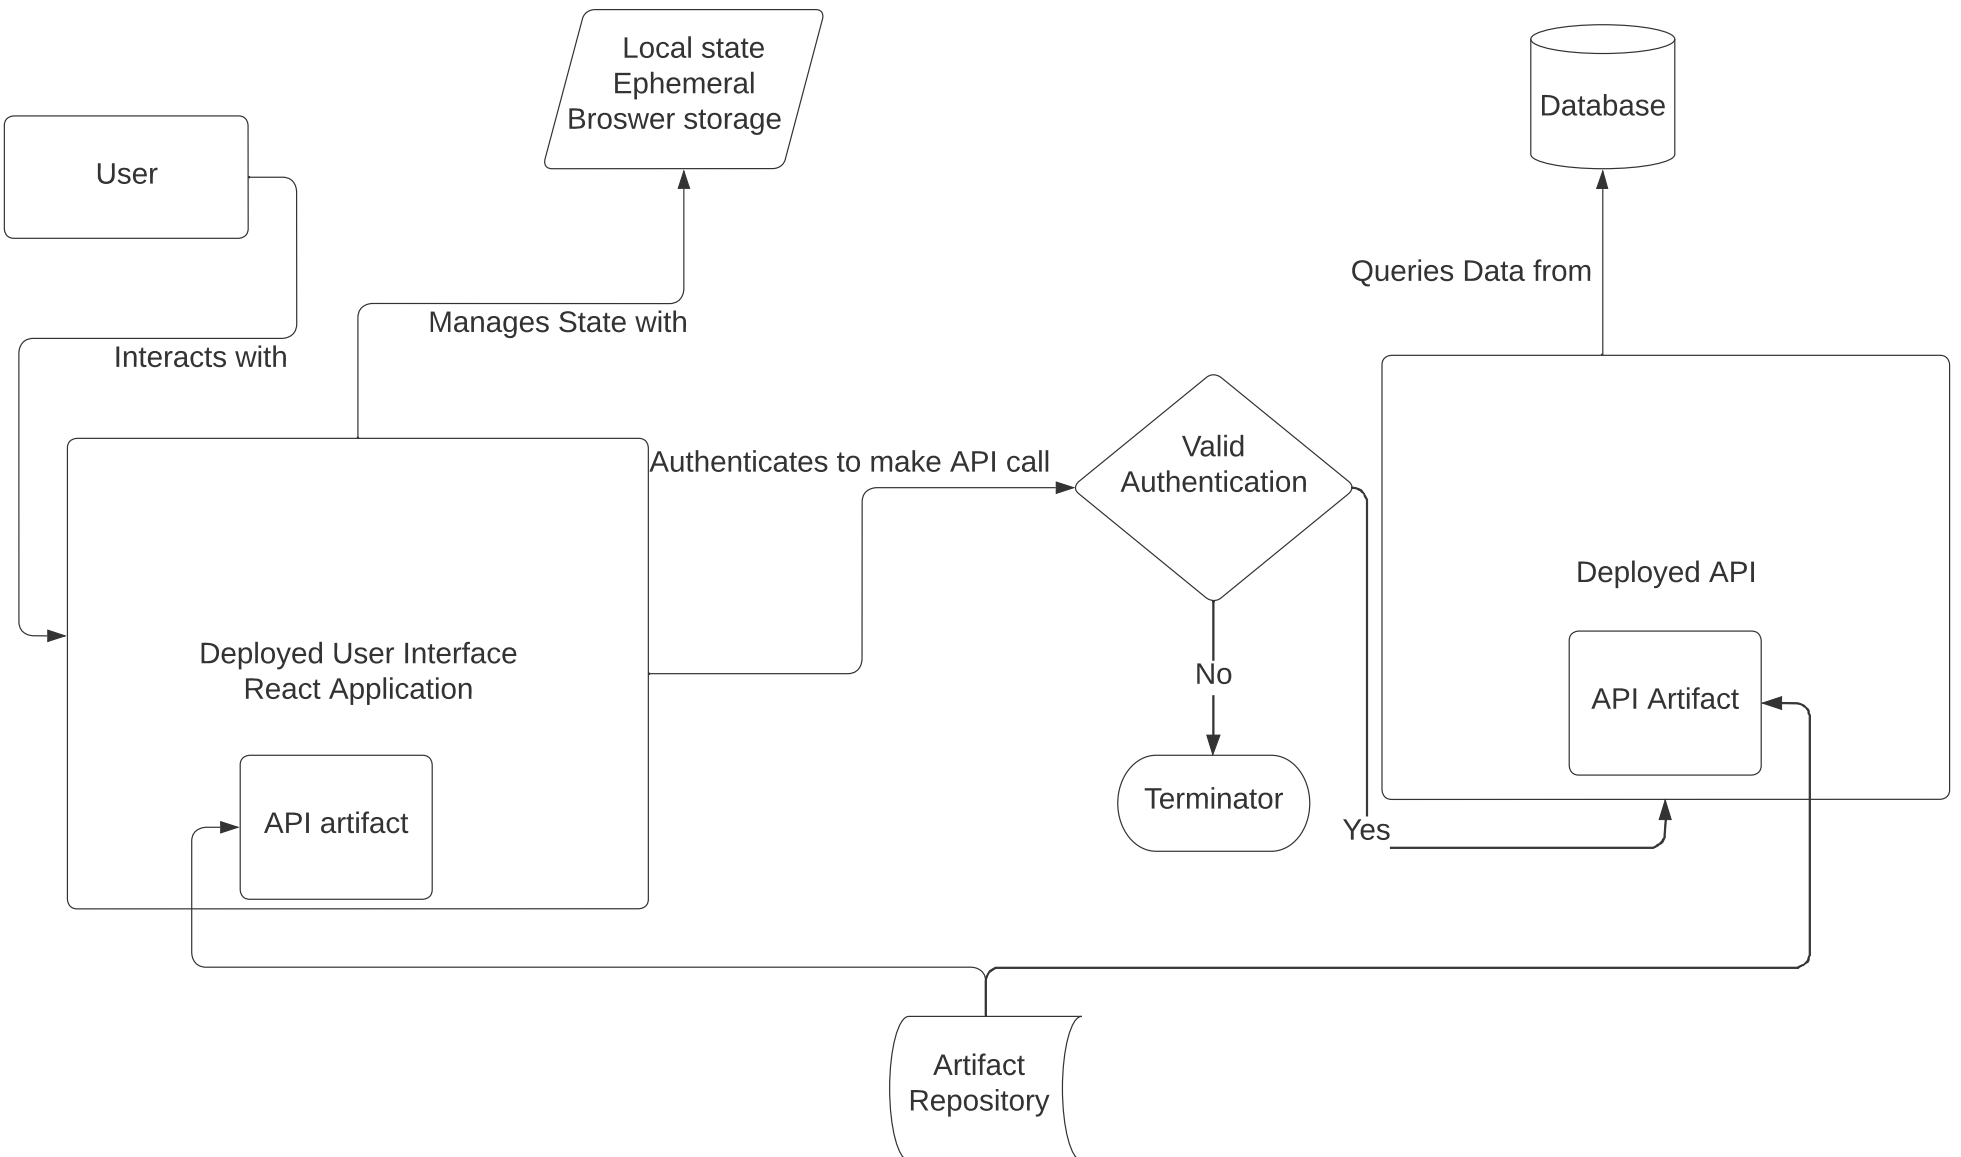 Local state
Ephemeral
Broswer storage
Database
User
Queries Data from
Manages State with
Interacts with
Authenticates to make API call
Valid
Authentication
Deployed API
Deployed User Interface
React Application
No
API Artifact
Terminator
API artifact
Yes
Artifact
Repository